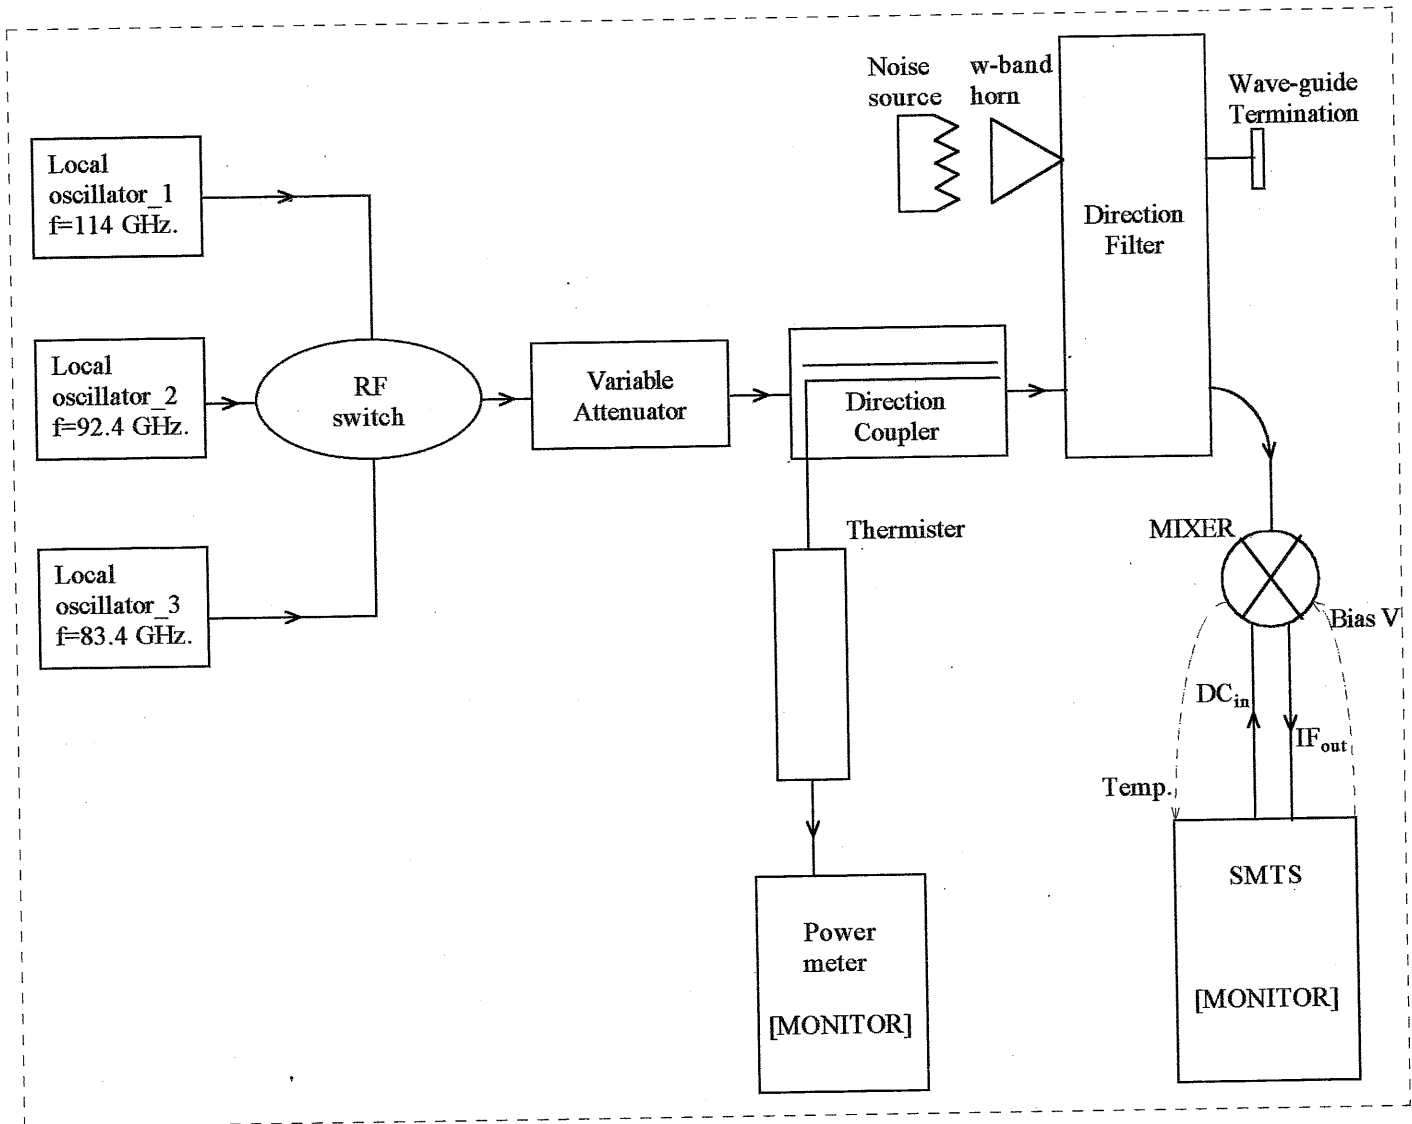 Noise
source
w-band
horn
Wave-guide
Termination
Local
oscillator_1
f=114 GHz.
Direction
Filter
Local
oscillator_2
f=92.4 GHz.
RF
switch
Variable
Attenuator
Direction
Coupler
Thermister
MIXER
Local
oscillator_3
f=83.4 GHz.
Bias V
DCin
IFout
Temp.
SMTS
[MONITOR]
Power
meter
[MONITOR]